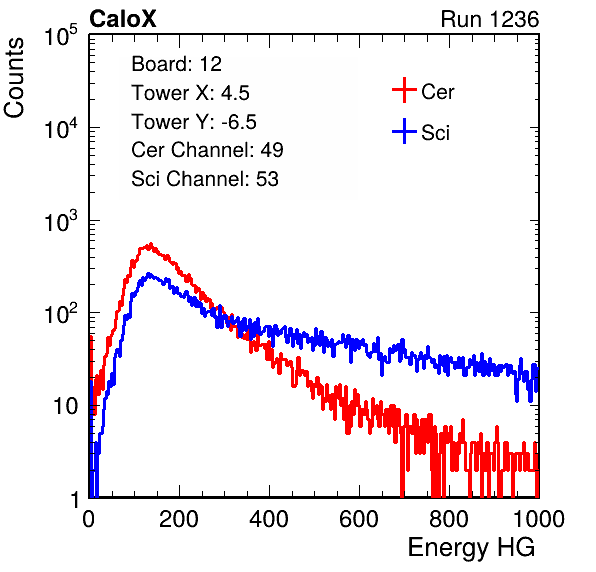 CaloX Run 1236
Counts
Board: 12
Tower X: 4.5
Tower Y: -6.5
Cer Channel: 49
Sci Channel: 53
Cer
Sci
10^5
10^4
10^3
10^2
10
1
0 200 400 600 800 1000
Energy HG